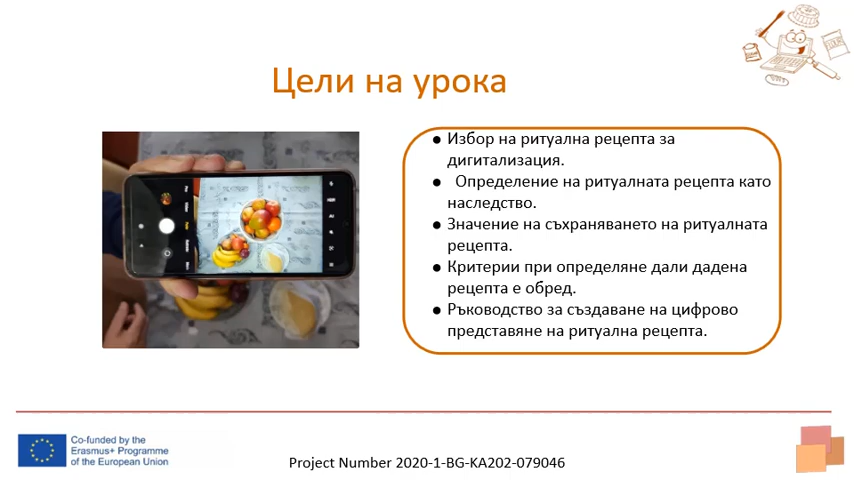 Цели на урока
● Избор на ритуална рецепта за
дигитализация.
● Определение на ритуалната рецепта като
наследство.
● Значение на съхраняването на ритуалната
рецепта.
● Критерии при определяне дали дадена
рецепта е обред.
● Ръководство за създаване на цифрово
представяне на ритуална рецепта.
Co-funded by the
Erasmus+ Programme
of the European Union
Project Number 2020-1-BG-KA202-079046